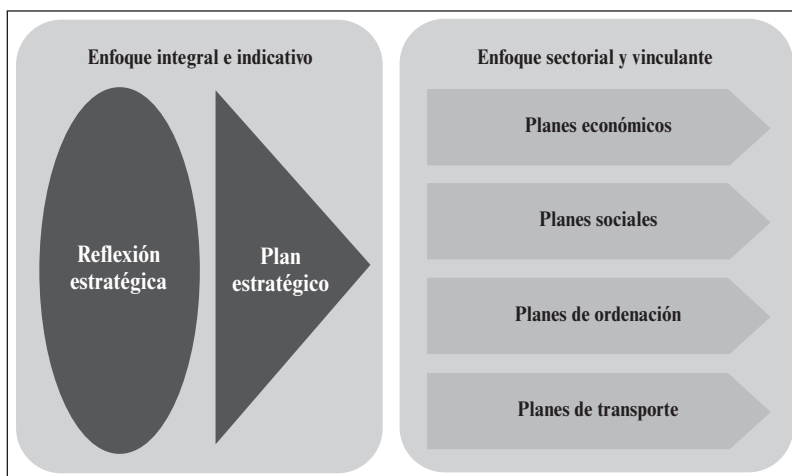 Enfoque integral e indicativo
Reflexión
estratégica
Plan
estratégico
Enfoque sectorial y vinculante
Planes económicos
Planes sociales
Planes de ordenación
Planes de transporte